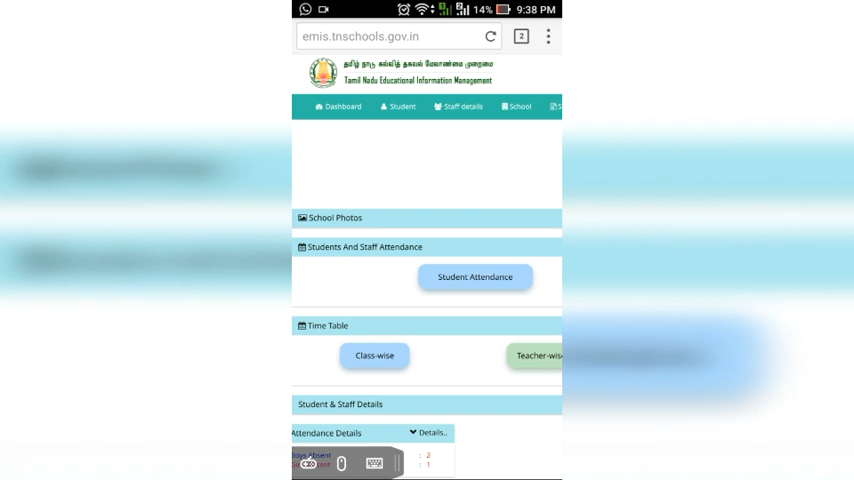 14% 9:38 PM
emis.tnschools.gov.in
2
தமிழ் நாடு கல்வித் தகவல் மேலாண்மை முறைமை
Tamil Nadu Educational Information Management
Dashboard Student Staff details School S
School Photos
Students And Staff Attendance
Student Attendance
Time Table
Class-wise Teacher-wise
Student & Staff Details
Attendance Details Details..
Boys Absent : 2
: 1